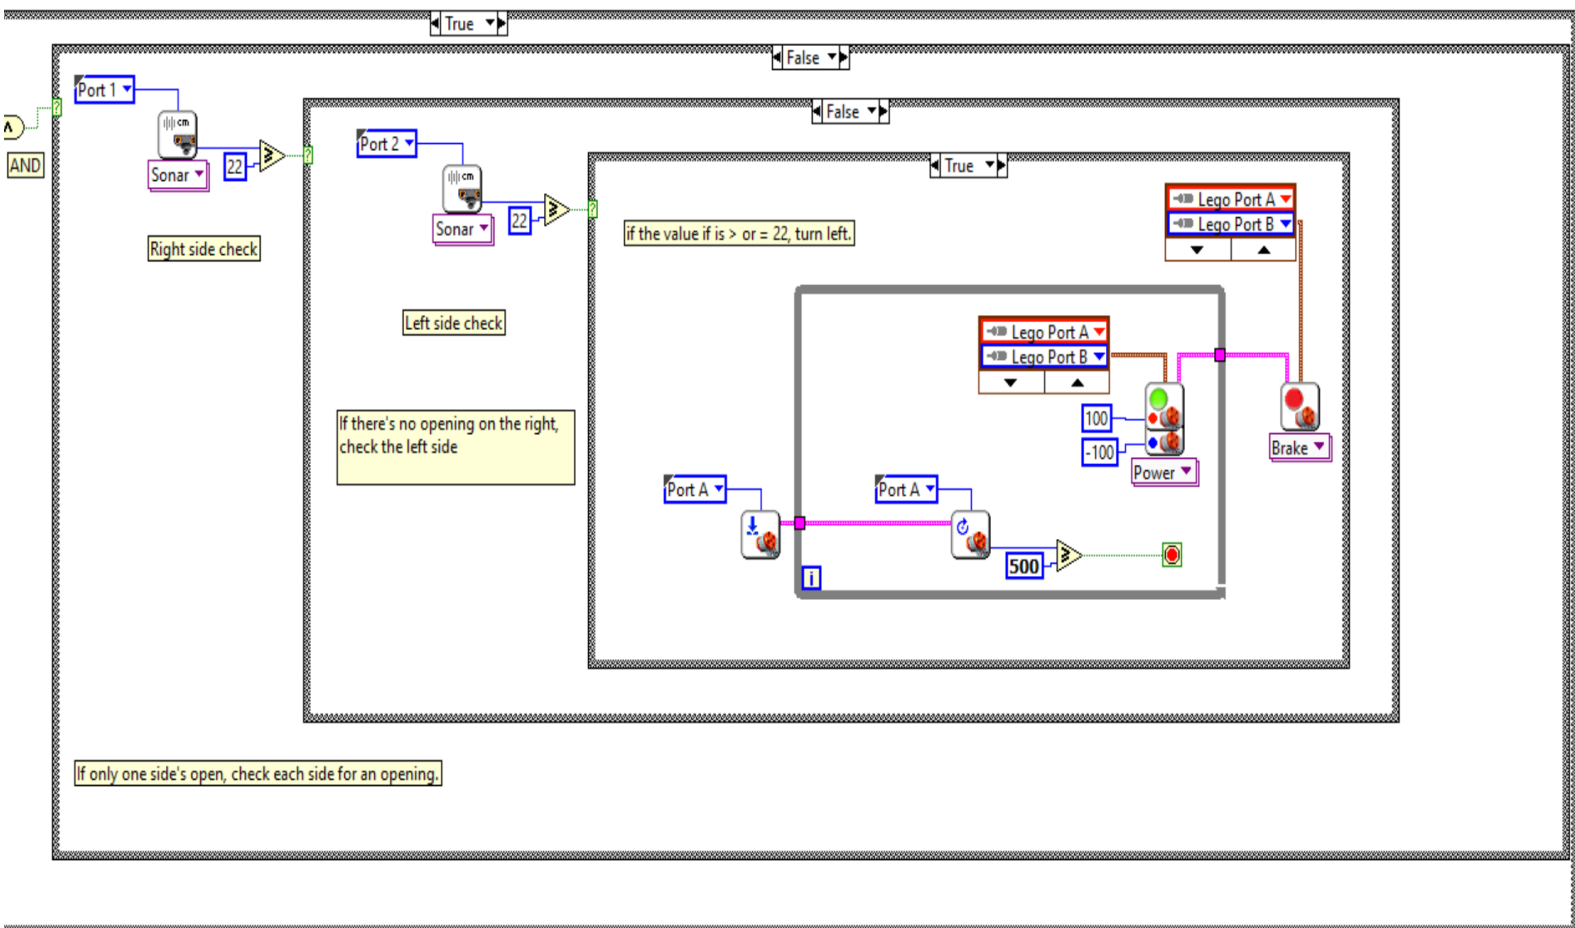 True
False
Port 1
AND
cm
Sonar
22
?
Right side check
False
Port 2
cm
Sonar
22
?
Left side check
If there's no opening on the right,
check the left side
True
?
if the value if is > or = 22, turn left.
Lego Port A
Lego Port B
Lego Port A
Lego Port B
100
-100
Power
Brake
Port A
Port A
500
i
?
If only one side's open, check each side for an opening.